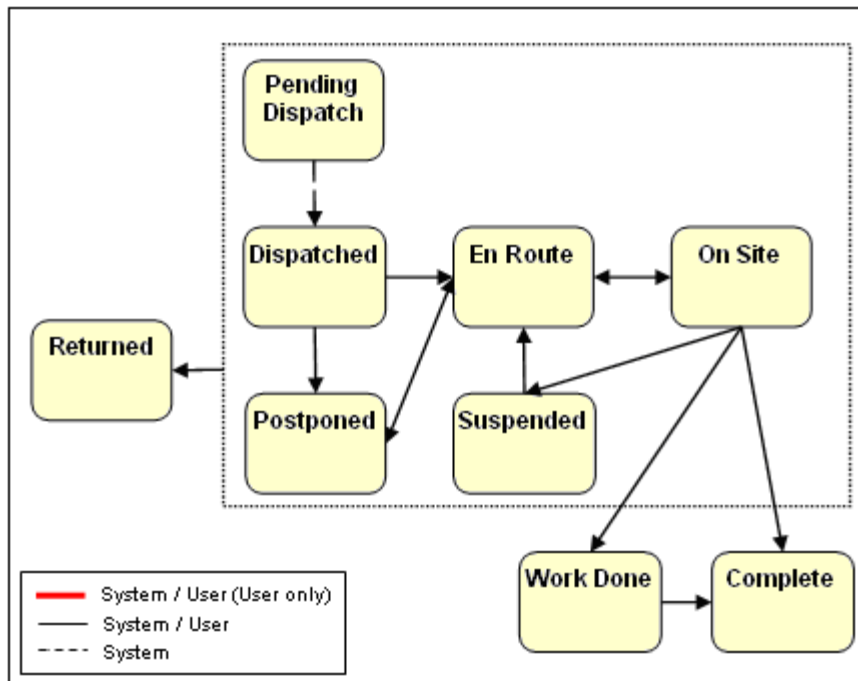 Pending
Dispatch
Dispatched
En Route
On Site
Returned
Postponed
Suspended
Work Done
Complete
System / User (User only)
System / User
System